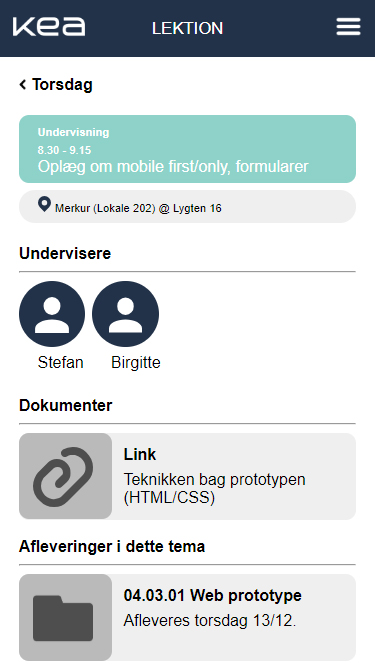 kea
LEKTION
Torsdag
Undervisning
8.30 - 9.15
Oplæg om mobile first/only, formularer
Merkur (Lokale 202) @ Lygten 16
Undervisere
Stefan
Birgitte
Dokumenter
Link
Teknikken bag prototypen
(HTML/CSS)
Afleveringer i dette tema
04.03.01 Web prototype
Afleveres torsdag 13/12.